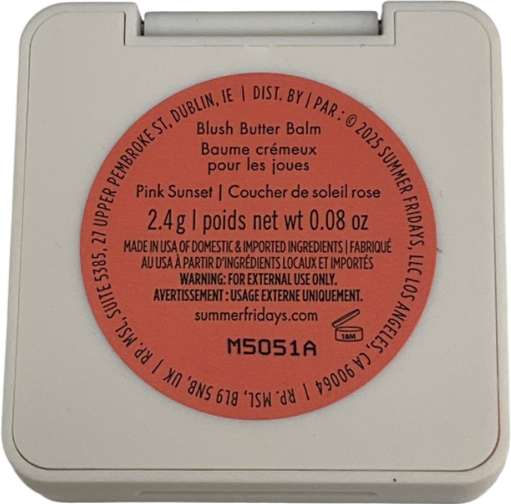 DIST. BY | PAR : © 2025 SUMMER FRIDAYS, LLC LOS ANGELES, CA 90064 | RP. MSL, BL9 5NB, UK | RP. MSL, SUITE 5385, 27 UPPER PEMBROKE ST, DUBLIN, IE |
Blush Butter Balm
Baume crémeux
pour les joues
Pink Sunset | Coucher de soleil rose
2.4 g | poids net wt 0.08 oz
MADE IN USA OF DOMESTIC & IMPORTED INGREDIENTS | FABRIQUÉ
AU USA À PARTIR D'INGRÉDIENTS LOCAUX ET IMPORTÉS
WARNING: FOR EXTERNAL USE ONLY.
AVERTISSEMENT : USAGE EXTERNE UNIQUEMENT.
summerfridays.com
18M
M5051A